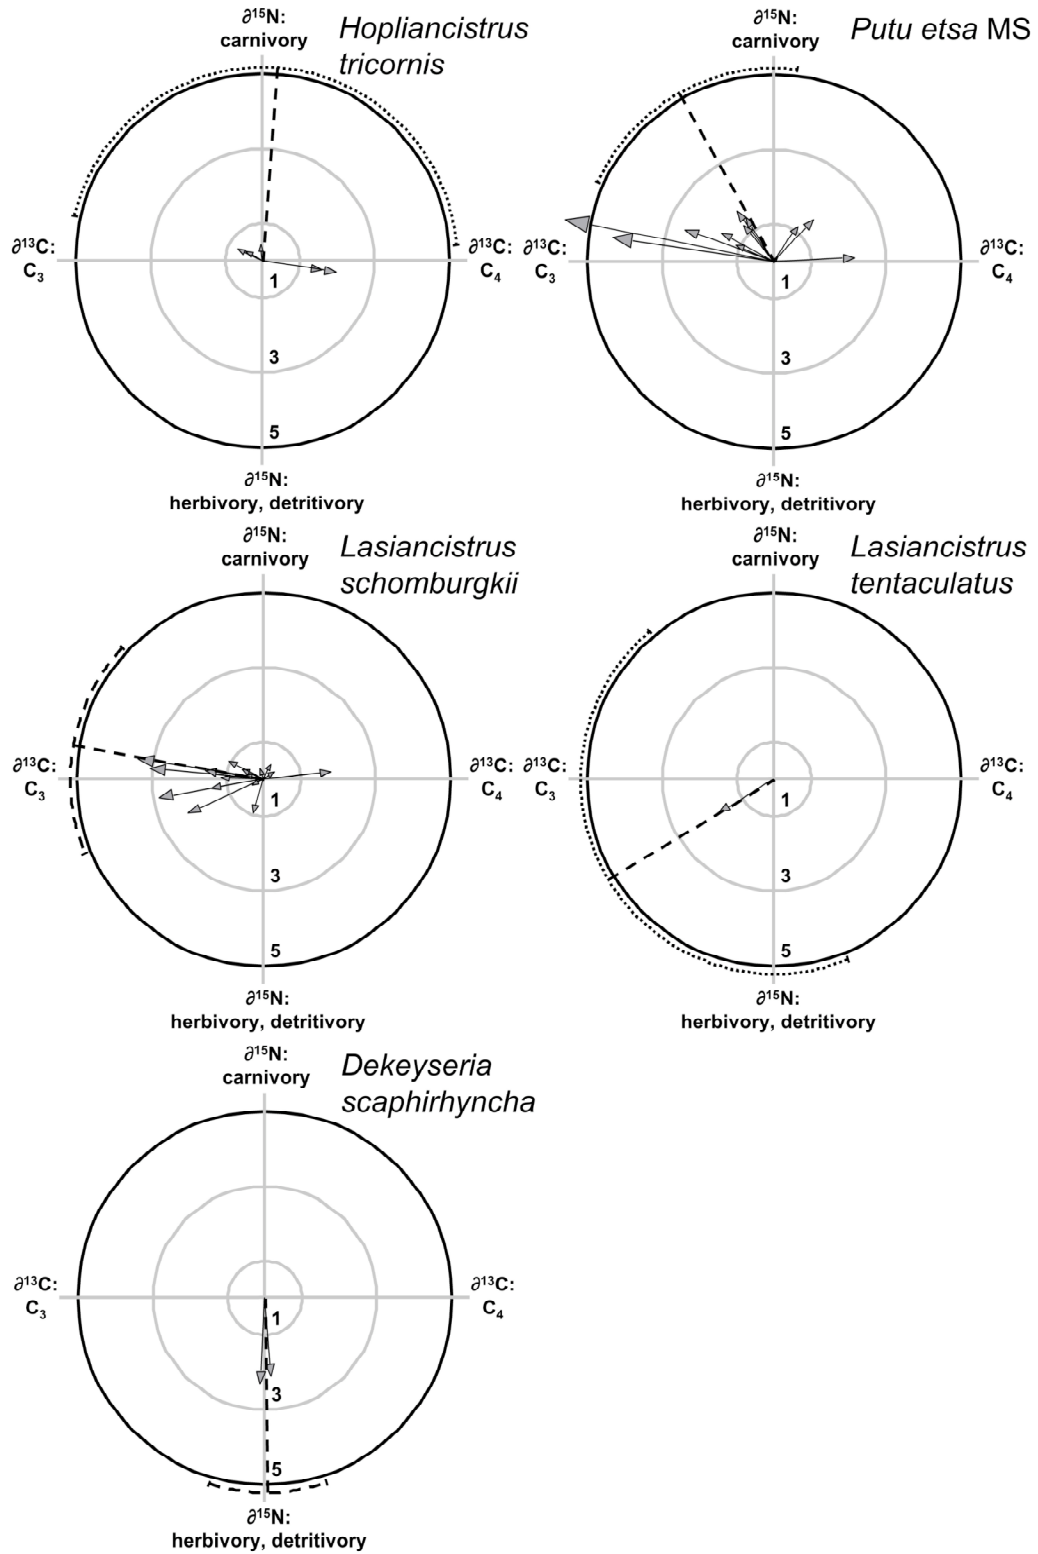 ∂¹⁵N:
carnivory
Hopliancistrus
tricornis
∂¹³C:
C₃
∂¹³C:
C₄
1
3
5
∂¹⁵N:
herbivory, detritivory
∂¹⁵N:
carnivory
Putu etsa MS
∂¹³C:
C₃
∂¹³C:
C₄
1
3
5
∂¹⁵N:
herbivory, detritivory
∂¹⁵N:
carnivory
Lasiancistrus
schomburgkii
∂¹³C:
C₃
∂¹³C:
C₄
1
3
5
∂¹⁵N:
herbivory, detritivory
∂¹⁵N:
carnivory
Lasiancistrus
tentaculatus
∂¹³C:
C₃
∂¹³C:
C₄
1
3
5
∂¹⁵N:
herbivory, detritivory
∂¹⁵N:
carnivory
Dekeyseria
scaphirhyncha
∂¹³C:
C₃
∂¹³C:
C₄
1
3
5
∂¹⁵N:
herbivory, detritivory